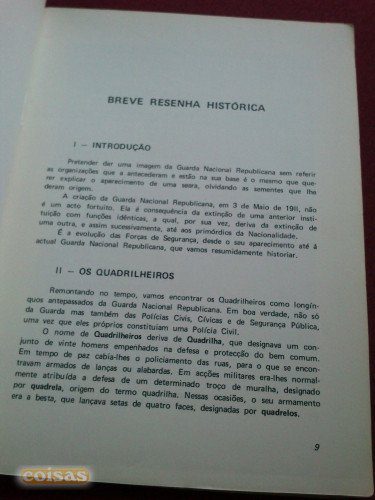 BREVE RESENHA HISTÓRICA
I — INTRODUÇÃO
Pretender dar uma imagem da Guarda Nacional Republicana sem referir
as organizações que a antecederam e estão na sua base é o mesmo que que-
rer explicar o aparecimento de uma seara, olvidando as sementes que lhe
deram origem.
A criação da Guarda Nacional Republicana, em 3 de Maio de 1911, não
é um acto fortuito. Ela é consequência da extinção de uma anterior insti-
tuição com funções idênticas, a qual, por sua vez, deriva da extinção de
uma outra, e assim sucessivamente, até aos primórdios da Nacionalidade.
É a evolução das Forças de Segurança, desde o seu aparecimento até à
actual Guarda Nacional Republicana, que vamos resumidamente historiar.
II — OS QUADRILHEIROS
Remontando no tempo, vamos encontrar os Quadrilheiros como longín-
quos antepassados da Guarda Nacional Republicana. Em boa verdade, não só
da Guarda mas também das Polícias Civis, Cívicas e de Segurança Pública,
uma vez que eles próprios constituíam uma Polícia Civil.
O nome de Quadrilheiros deriva de Quadrilha, que designava um con-
junto de vinte homens empenhados na defesa e protecção do bem comum.
Em tempo de paz cabia-lhes o policiamento das ruas, para o que se encon-
travam armados de lanças ou alabardas. Em acções militares era-lhes normal-
mente atribuída a defesa de um determinado troço de muralha, designado
por quadrela, origem do termo quadrilha. Nessas ocasiões, o seu armamento
era a besta, que lançava setas de quatro faces, designadas por quadrelos.
9
coisas